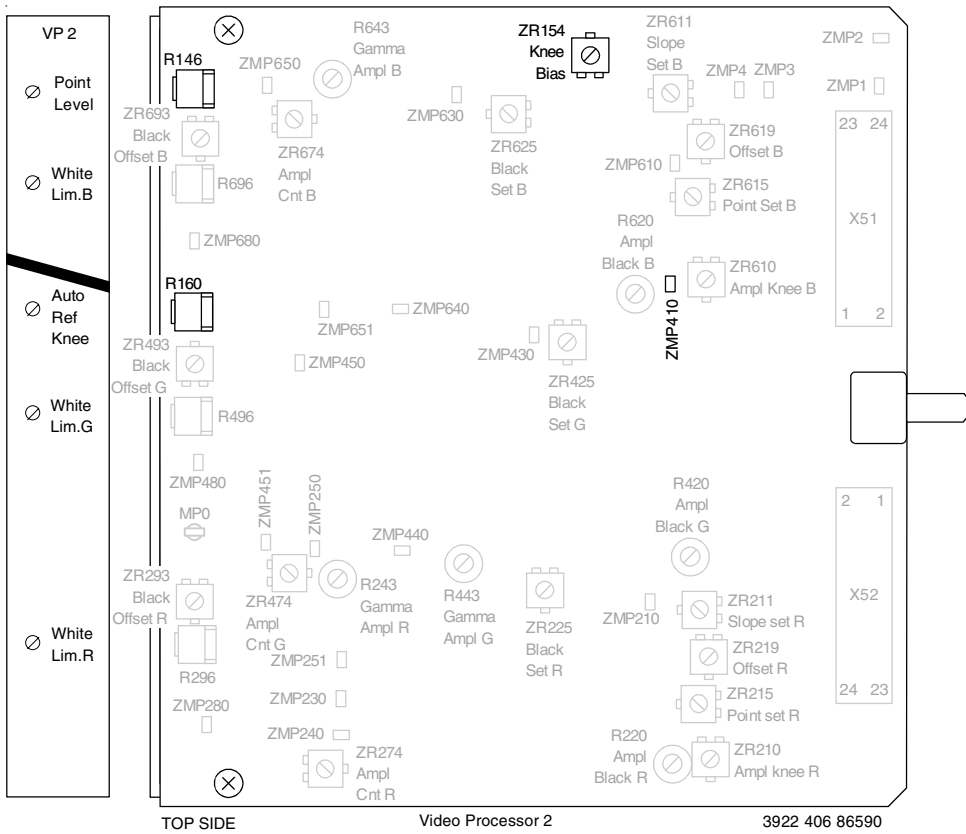 VP 2
Point
Level
White
Lim.B
Auto
Ref
Knee
White
Lim.G
White
Lim.R
R146
ZR693
Black
Offset B
R696
ZMP680
R160
ZR493
Black
Offset G
R496
ZMP480
MP0
ZR293
Black
Offset R
R296
ZMP280
ZMP650
R643
Gamma
Ampl B
ZR674
Ampl
Cnt B
ZMP630
ZR625
Black
Set B
ZR154
Knee
Bias
ZR611
Slope
Set B
ZMP4
ZMP3
ZMP2
ZMP1
ZR619
Offset B
ZMP610
ZR615
Point Set B
R620
Ampl
Black B
ZR610
Ampl Knee B
ZMP410
23 24
X51
1 2
ZMP651
ZMP640
ZMP450
ZMP430
ZR425
Black
Set G
ZMP451
ZMP250
ZMP440
ZR474
Ampl
Cnt G
R243
Gamma
Ampl R
R443
Gamma
Ampl G
ZR225
Black
Set R
R420
Ampl
Black G
ZMP210
ZR211
Slope set R
ZR219
Offset R
ZR215
Point set R
R220
Ampl
Black R
ZR210
Ampl knee R
2 1
X52
24 23
ZMP251
ZMP230
ZMP240
ZR274
Ampl
Cnt R
TOP SIDE
Video Processor 2
3922 406 86590